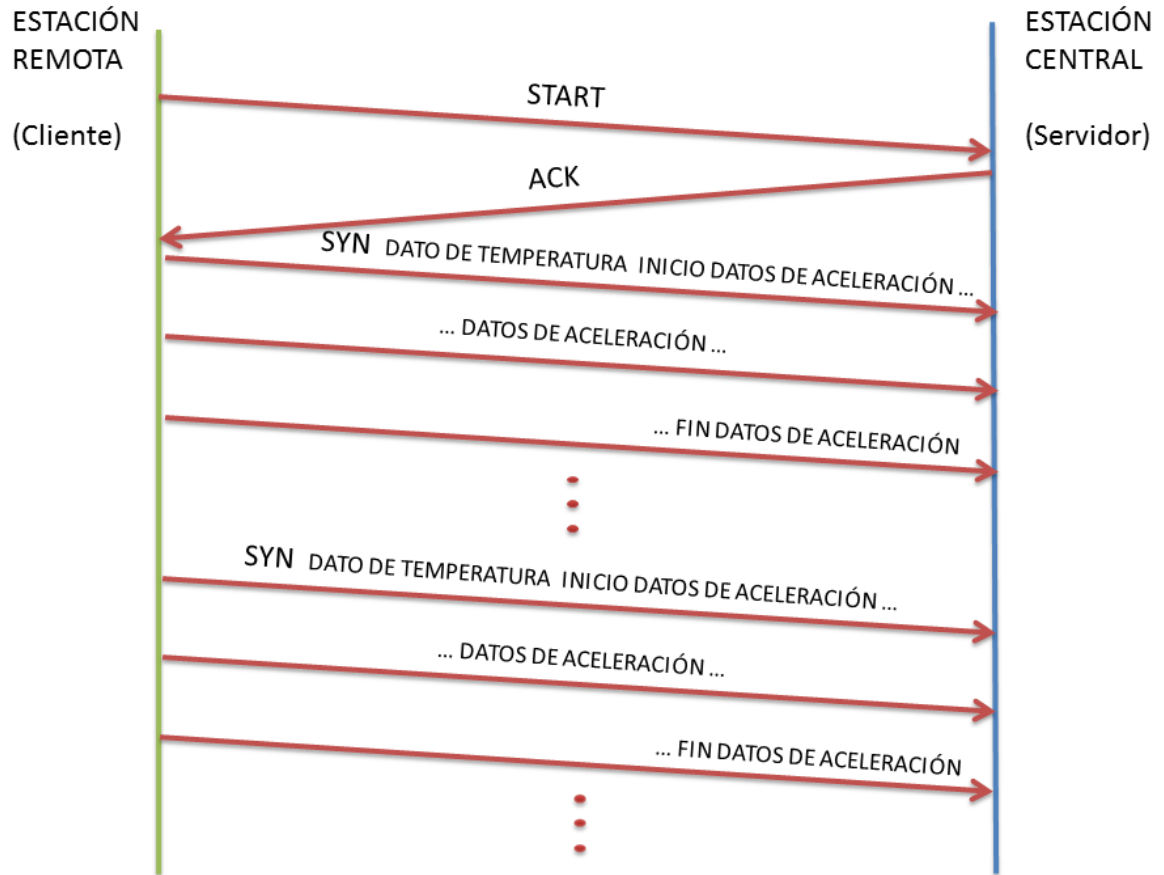 ESTACIÓN
REMOTA
(Cliente)
ESTACIÓN
CENTRAL
(Servidor)
START
ACK
SYN DATO DE TEMPERATURA INICIO DATOS DE ACELERACIÓN ...
... DATOS DE ACELERACIÓN ...
... FIN DATOS DE ACELERACIÓN
SYN DATO DE TEMPERATURA INICIO DATOS DE ACELERACIÓN ...
... DATOS DE ACELERACIÓN ...
... FIN DATOS DE ACELERACIÓN